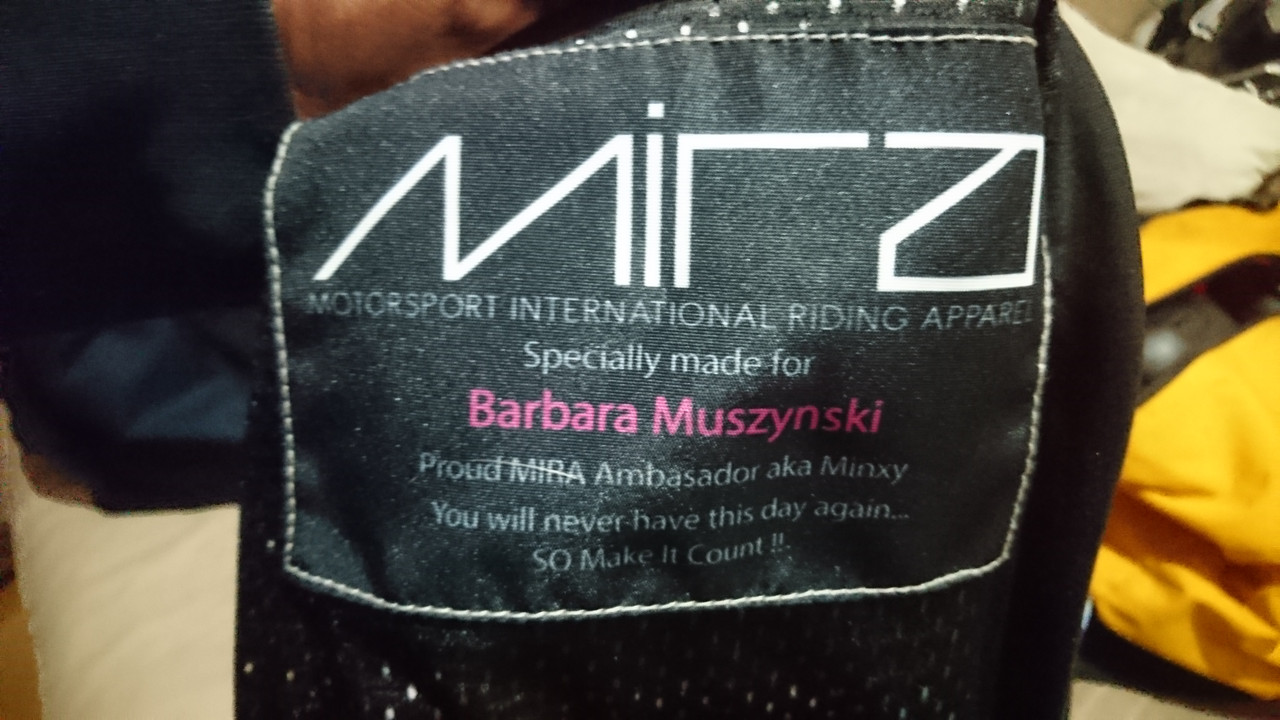 mira
MOTORSPORT INTERNATIONAL RIDING APPAREL
Specially made for
Barbara Muszynski
Proud MIRA Ambasador aka Minxy
You will never have this day again...
SO Make It Count !!